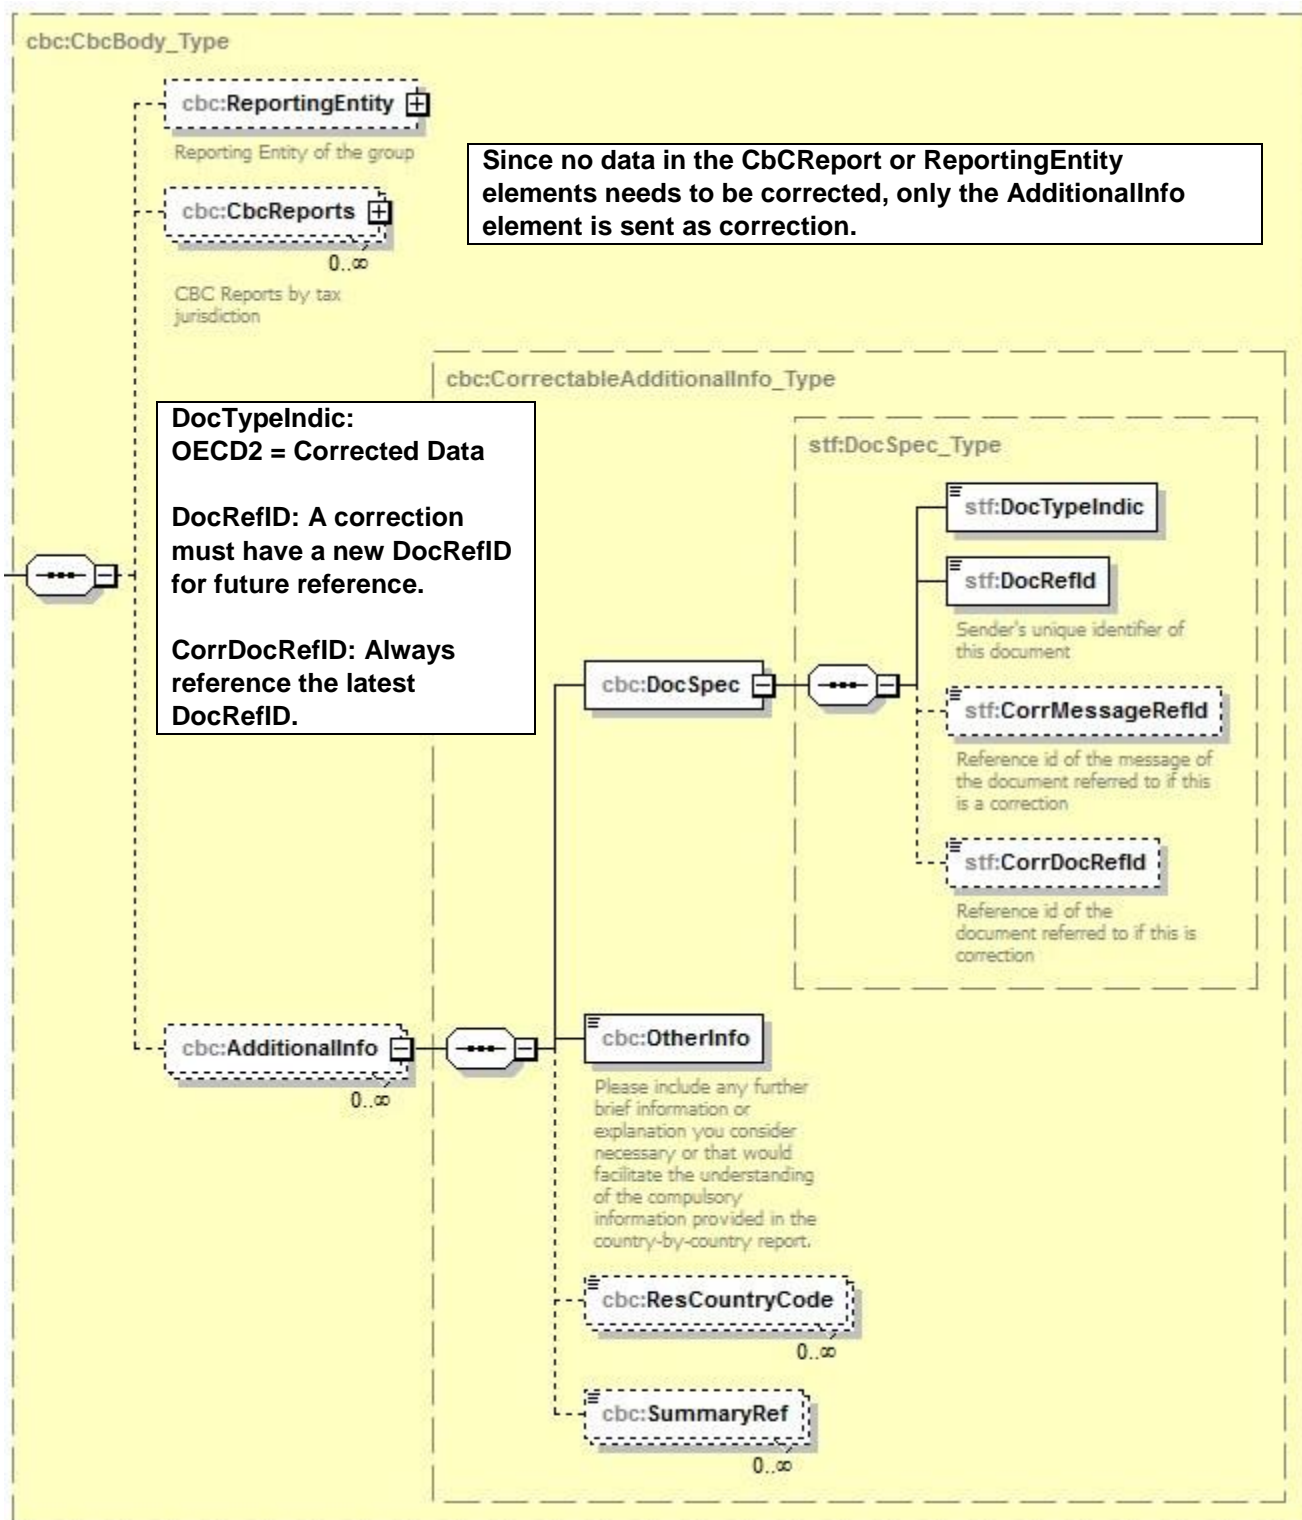 cbc:CbcBody_Type
cbc:ReportingEntity
Reporting Entity of the group
Since no data in the CbCReport or ReportingEntity
elements needs to be corrected, only the AdditionalInfo
element is sent as correction.
cbc:CbcReports
0..∞
CBC Reports by tax
jurisdiction
cbc:CorrectableAdditionalInfo_Type
DocTypeIndic:
OECD2 = Corrected Data
DocRefID: A correction
must have a new DocRefID
for future reference.
CorrDocRefID: Always
reference the latest
DocRefID.
stf:DocSpec_Type
stf:DocTypeIndic
stf:DocRefId
Sender's unique identifier of
this document
cbc:DocSpec
stf:CorrMessageRefId
Reference id of the message of
the document referred to if this
is a correction
stf:CorrDocRefId
Reference id of the
document referred to if this is
correction
cbc:AdditionalInfo
0..∞
cbc:OtherInfo
Please include any further
brief information or
explanation you consider
necessary or that would
facilitate the understanding
of the compulsory
information provided in the
country-by-country report.
cbc:ResCountryCode
0..∞
cbc:SummaryRef
0..∞